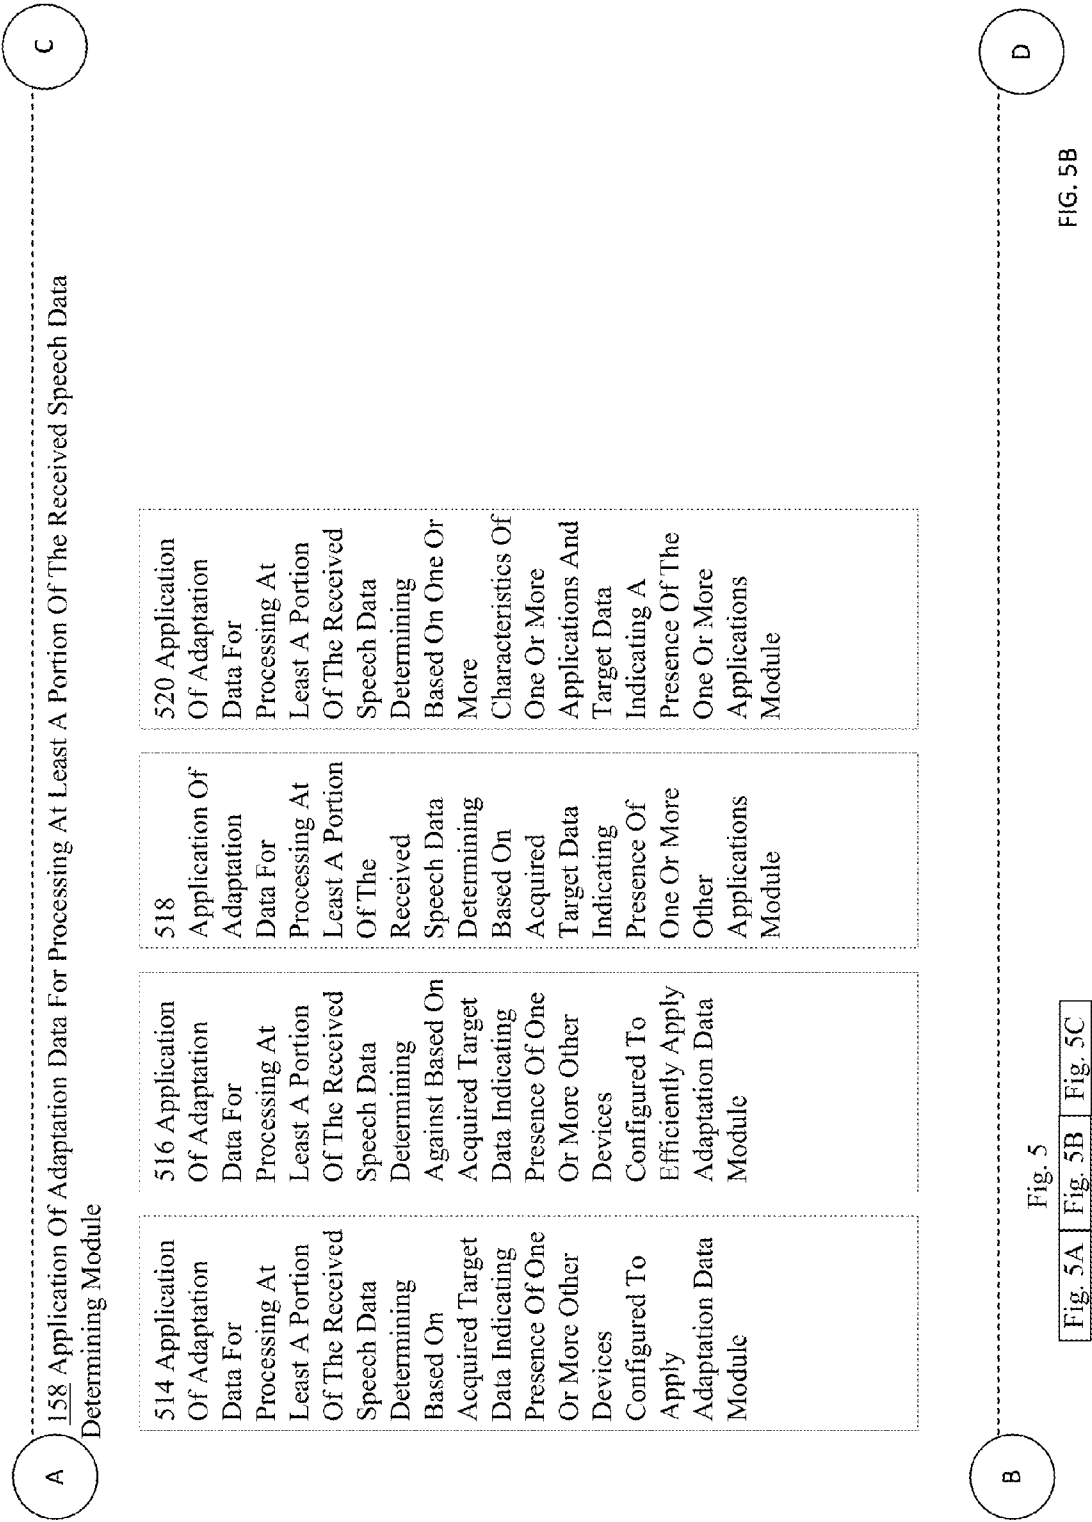 A
C
158 Application Of Adaptation Data For Processing At Least A Portion Of The Received Speech Data
Determining Module
514 Application
Of Adaptation
Data For
Processing At
Least A Portion
Of The Received
Speech Data
Determining
Based On
Acquired Target
Data Indicating
Presence Of One
Or More Other
Devices
Configured To
Apply
Adaptation Data
Module
516 Application
Of Adaptation
Data For
Processing At
Least A Portion
Of The Received
Speech Data
Determining
Against Based On
Acquired Target
Data Indicating
Presence Of One
Or More Other
Devices
Configured To
Efficiently Apply
Adaptation Data
Module
518
Application Of
Adaptation
Data For
Processing At
Least A Portion
Of The
Received
Speech Data
Determining
Based On
Acquired
Target Data
Indicating
Presence Of
One Or More
Other
Applications
Module
520 Application
Of Adaptation
Data For
Processing At
Least A Portion
Of The Received
Speech Data
Determining
Based On One Or
More
Characteristics Of
One Or More
Applications And
Target Data
Indicating A
Presence Of The
One Or More
Applications
Module
B
D
Fig. 5
Fig. 5A Fig. 5B Fig. 5C
FIG. 5B